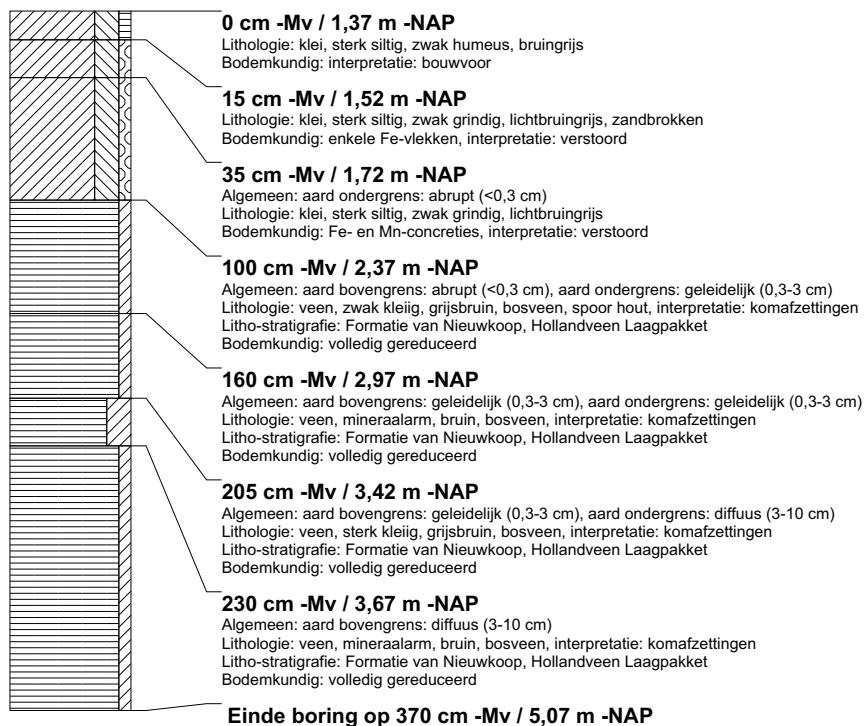 0 cm -Mv / 1,37 m -NAP
Lithologie: klei, sterk siltig, zwak humeus, bruingrijs
Bodemkundig: interpretatie: bouwvoor
15 cm -Mv / 1,52 m -NAP
Lithologie: klei, sterk siltig, zwak grindig, lichtbruingrijs, zandbrokken
Bodemkundig: enkele Fe-vlekken, interpretatie: verstoord
35 cm -Mv / 1,72 m -NAP
Algemeen: aard ondergrens: abrupt (<0,3 cm)
Lithologie: klei, sterk siltig, zwak grindig, lichtbruingrijs
Bodemkundig: Fe- en Mn-concreties, interpretatie: verstoord
100 cm -Mv / 2,37 m -NAP
Algemeen: aard bovengrens: abrupt (<0,3 cm), aard ondergrens: geleidelijk (0,3-3 cm)
Lithologie: veen, zwak kleiig, grijsbruin, bosveen, spoor hout, interpretatie: komafzettingen
Litho-stratigrafie: Formatie van Nieuwkoop, Hollandveen Laagpakket
Bodemkundig: volledig gereduceerd
160 cm -Mv / 2,97 m -NAP
Algemeen: aard bovengrens: geleidelijk (0,3-3 cm), aard ondergrens: geleidelijk (0,3-3 cm)
Lithologie: veen, mineraalarm, bruin, bosveen, interpretatie: komafzettingen
Litho-stratigrafie: Formatie van Nieuwkoop, Hollandveen Laagpakket
Bodemkundig: volledig gereduceerd
205 cm -Mv / 3,42 m -NAP
Algemeen: aard bovengrens: geleidelijk (0,3-3 cm), aard ondergrens: diffuus (3-10 cm)
Lithologie: veen, sterk kleiig, grijsbruin, bosveen, interpretatie: komafzettingen
Litho-stratigrafie: Formatie van Nieuwkoop, Hollandveen Laagpakket
Bodemkundig: volledig gereduceerd
230 cm -Mv / 3,67 m -NAP
Algemeen: aard bovengrens: diffuus (3-10 cm)
Lithologie: veen, mineraalarm, bruin, bosveen, interpretatie: komafzettingen
Litho-stratigrafie: Formatie van Nieuwkoop, Hollandveen Laagpakket
Bodemkundig: volledig gereduceerd
Einde boring op 370 cm -Mv / 5,07 m -NAP